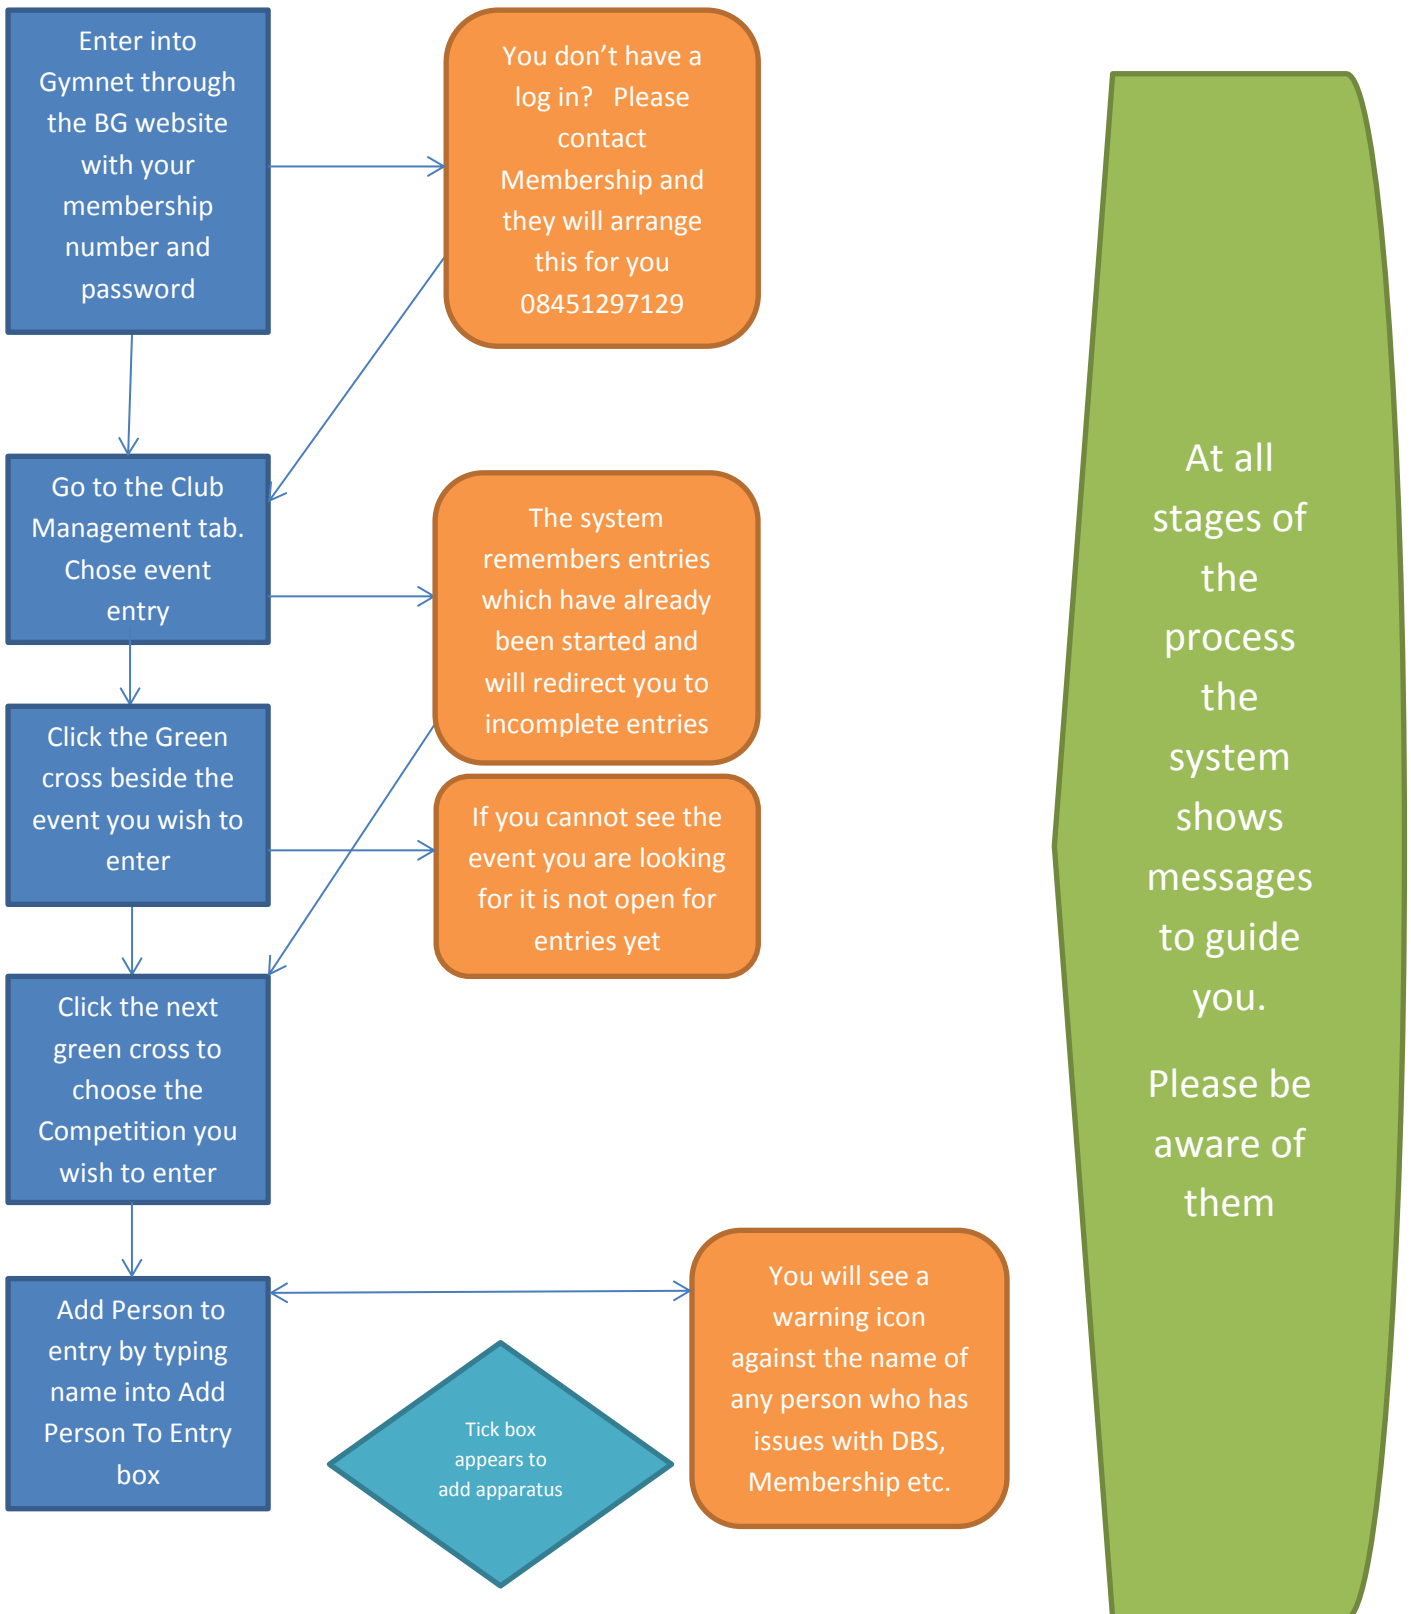 Enter into
Gymnet through
the BG website
with your
membership
number and
password
You don’t have a
log in?   Please
contact
Membership and
they will arrange
this for you
08451297129
Go to the Club
Management tab.
Chose event
entry
The system
remembers entries
which have already
been started and
will redirect you to
incomplete entries
Click the Green
cross beside the
event you wish to
enter
If you cannot see the
event you are looking
for it is not open for
entries yet
Click the next
green cross to
choose the
Competition you
wish to enter
Add Person to
entry by typing
name into Add
Person To Entry
box
Tick box
appears to
add apparatus
You will see a
warning icon
against the name of
any person who has
issues with DBS,
Membership etc.
At all
stages of
the
process
the
system
shows
messages
to guide
you.
Please be
aware of
them